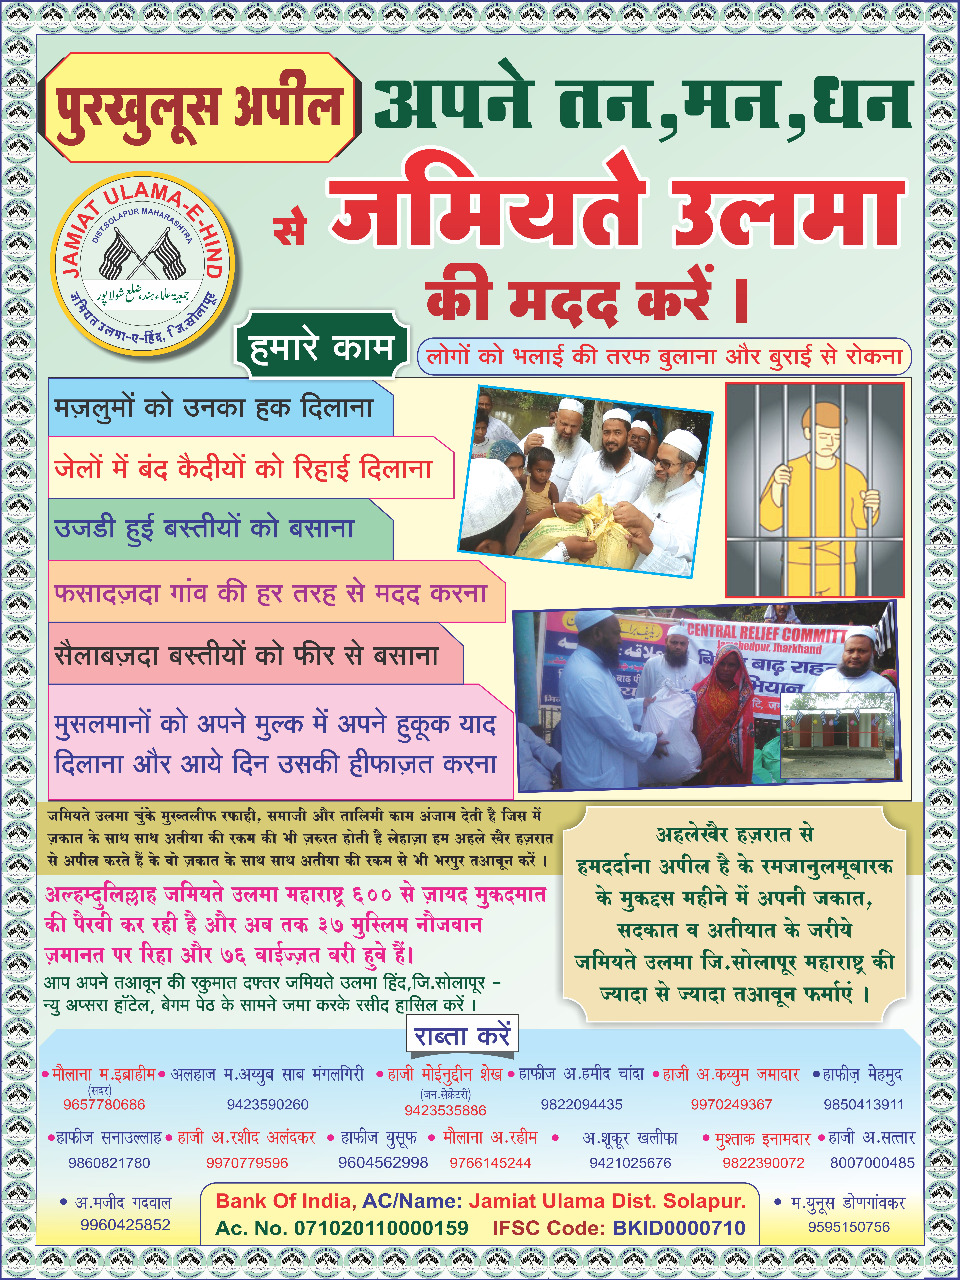 पुरखुलूस अपील
अपने तन,मन,धन
से जमियते उलमा
की मदद करें ।
JAMIAT ULAMA-E-HIND
DIST.SOLAPUR MAHARASHTRA
جمعیۃ علماء ہند ضلع شولاپور
जमियत उलमा-ए-हिंद, जि.सोलापूर
हमारे काम
लोगों को भलाई की तरफ बुलाना और बुराई से रोकना
मज़लुमों को उनका हक दिलाना
जेलों में बंद कैदीयों को रिहाई दिलाना
उजडी हुई बस्तीयों को बसाना
फसादज़दा गांव की हर तरह से मदद करना
सैलाबज़दा बस्तीयों को फीर से बसाना
मुसलमानों को अपने मुल्क में अपने हुकूक याद
दिलाना और आये दिन उसकी हीफाज़त करना
CENTRAL RELIEF COMMITT
Jamshedpur, Jharkhand
बाढ़ राहत
जमियते उलमा चुंके मुख्तलीफ रफाही, समाजी और तालिमी काम अंजाम देती है जिस में
ज़कात के साथ साथ अतीया की रकम की भी ज़रुरत होती है लेहाज़ा हम अहले खैर हज़रात
से अपील करते हैं के वो ज़कात के साथ साथ अतीया की रकम से भी भरपुर तआवून करें ।
अल्हम्दुलिल्लाह जमियते उलमा महाराष्ट्र ६०० से ज़ायद मुकदमात
की पैरवी कर रही है और अब तक ३७ मुस्लिम नौजवान
ज़मानत पर रिहा और ७६ बाईज्ज़त बरी हुवे हैं।
आप अपने तआवून की रकुमात दफ्तर जमियते उलमा हिंद,जि.सोलापूर -
न्यु अप्सरा हॉटेल, बेगम पेठ के सामने जमा करके रसीद हासिल करें ।
अहलेखैर हज़रात से
हमदर्दाना अपील है के रमजानुलमूबारक
के मुकद्दस महीने में अपनी जकात,
सदकात व अतीयात के जरीये
जमियते उलमा जि.सोलापूर महाराष्ट्र की
ज्यादा से ज्यादा तआवून फर्माएं ।
राब्ता करें
•मौलाना म.इब्राहीम •अलहाज म.अय्युब साब मंगलगिरी •हाजी मोईनुद्दीन शेख •हाफीज अ.हमीद चांदा •हाजी अ.कय्युम जमादार •हाफीज़ मेहमुद
(सदर) (जन.सेक्रेटरी)
9657780686 9423590260 9423535886 9822094435 9970249367 9850413911
•हाफीज सनाउल्लाह •हाजी अ.रशीद अलंदकर •हाफीज युसूफ •मौलाना अ.रहीम •अ.शूकूर खलीफा •मुश्ताक इनामदार •हाजी अ.सत्तार
9860821780 9970779596 9604562998 9766145244 9421025676 9822390072 8007000485
•अ.मजीद गदवाल
9960425852
Bank Of India, AC/Name: Jamiat Ulama Dist. Solapur.
Ac. No. 071020110000159 IFSC Code: BKID0000710
•म.युनूस डोणगांवकर
9595150756